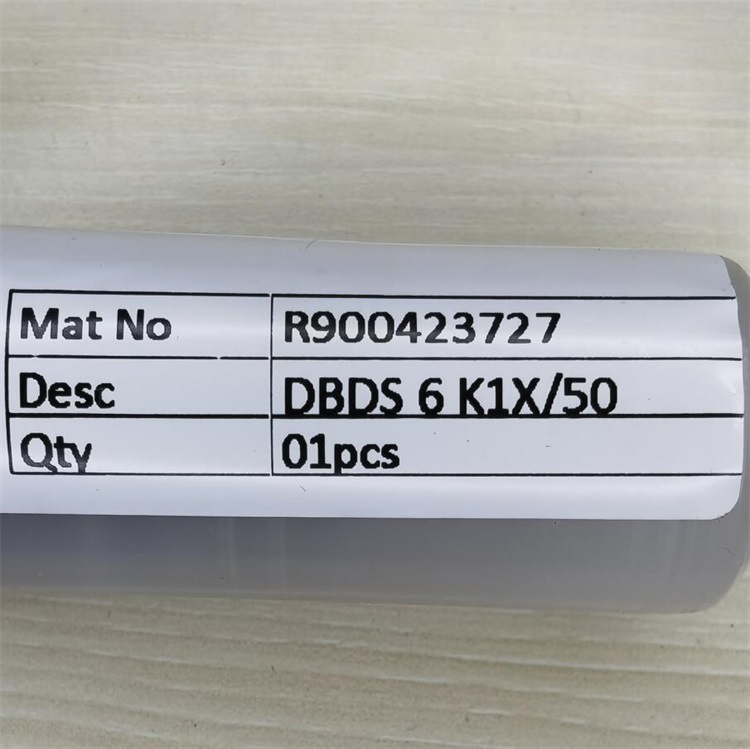 Mat No R900423727
Desc DBDS 6 K1X/50
Qty 01pcs